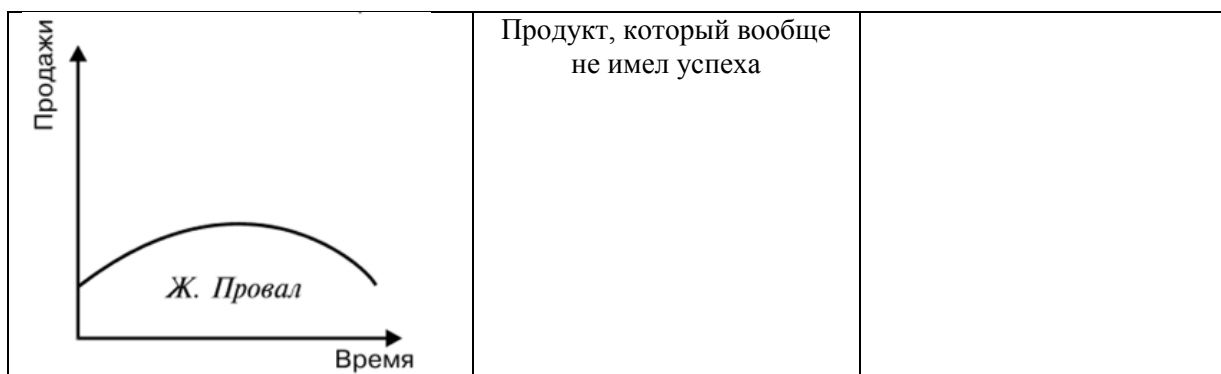 Продажи
Ж. Провал
Время
Продукт, который вообще
не имел успеха